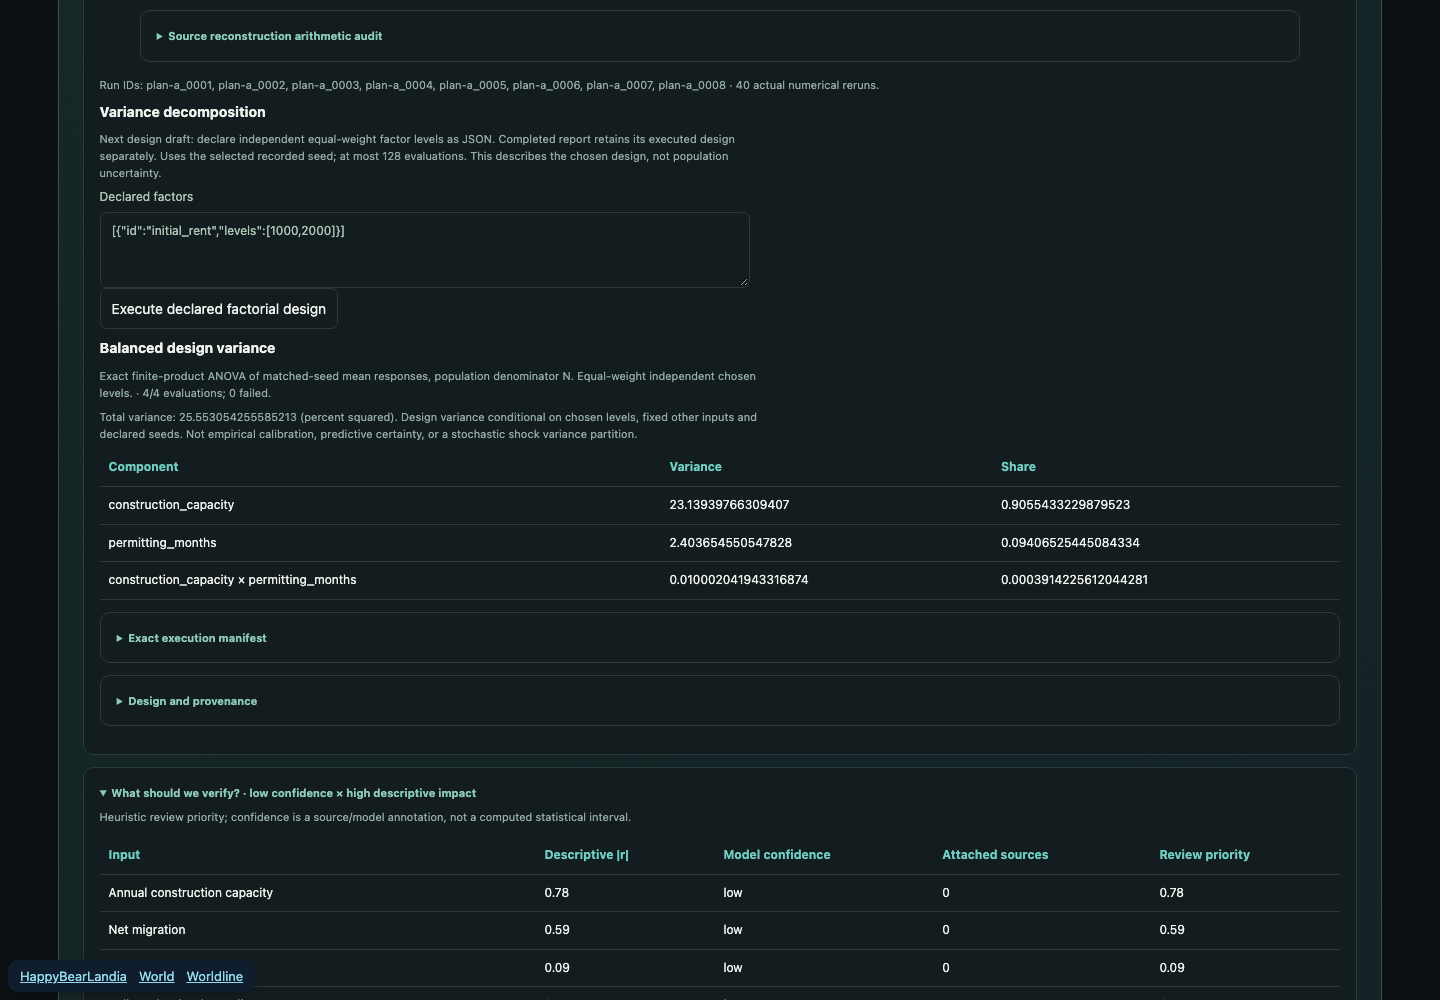 Source reconstruction arithmetic audit
Run IDs: plan-a_0001, plan-a_0002, plan-a_0003, plan-a_0004, plan-a_0005, plan-a_0006, plan-a_0007, plan-a_0008 · 40 actual numerical reruns.
Variance decomposition
Next design draft: declare independent equal-weight factor levels as JSON. Completed report retains its executed design
separately. Uses the selected recorded seed; at most 128 evaluations. This describes the chosen design, not population
uncertainty.
Declared factors
[{"id":"initial_rent","levels":[1000,2000]}]
Execute declared factorial design
Balanced design variance
Exact finite-product ANOVA of matched-seed mean responses, population denominator N. Equal-weight independent chosen
levels. · 4/4 evaluations; 0 failed.
Total variance: 25.553054255585213 (percent squared). Design variance conditional on chosen levels, fixed other inputs and
declared seeds. Not empirical calibration, predictive certainty, or a stochastic shock variance partition.
Component Variance Share
construction_capacity 23.13939766309407 0.9055433229879523
permitting_months 2.403654550547828 0.09406525445084334
construction_capacity × permitting_months 0.010002041943316874 0.0003914225612044281
Exact execution manifest
Design and provenance
What should we verify? · low confidence × high descriptive impact
Heuristic review priority; confidence is a source/model annotation, not a computed statistical interval.
Input Descriptive |r| Model confidence Attached sources Review priority
Annual construction capacity 0.78 low 0 0.78
Net migration 0.59 low 0 0.59
0.09 low 0 0.09
HappyBearLandia World Worldline